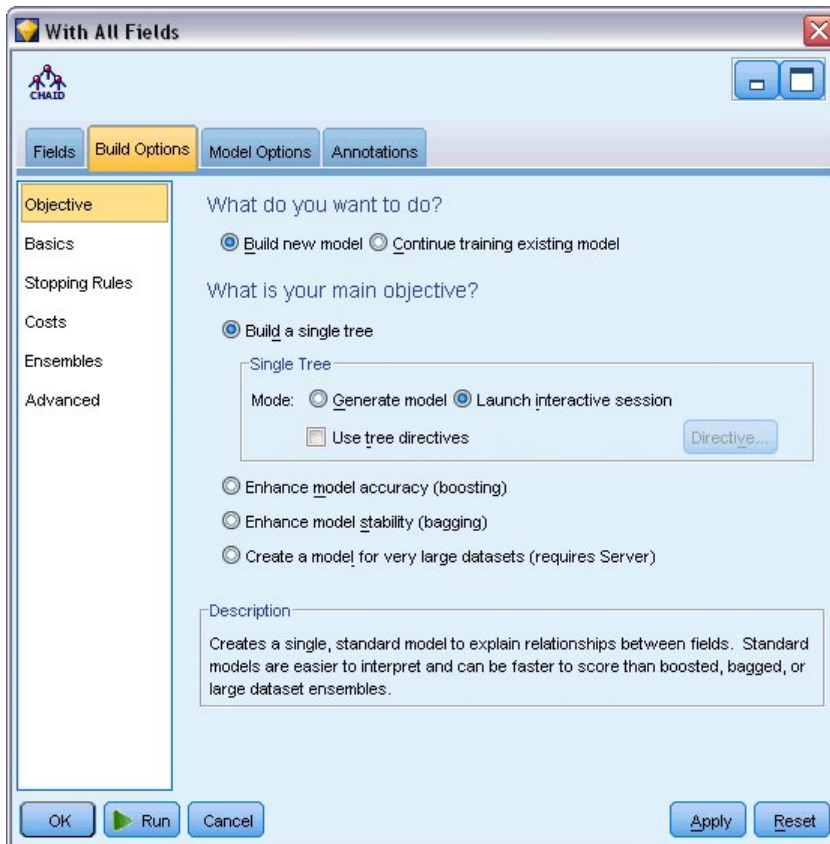 With All Fields
CHAID
Fields Build Options Model Options Annotations
Objective
Basics
Stopping Rules
Costs
Ensembles
Advanced
What do you want to do?
Build new model Continue training existing model
What is your main objective?
Build a single tree
Single Tree
Mode: Generate model Launch interactive session
Use tree directives Directive...
Enhance model accuracy (boosting)
Enhance model stability (bagging)
Create a model for very large datasets (requires Server)
Description
Creates a single, standard model to explain relationships between fields. Standard
models are easier to interpret and can be faster to score than boosted, bagged, or
large dataset ensembles.
OK Run Cancel Apply Reset